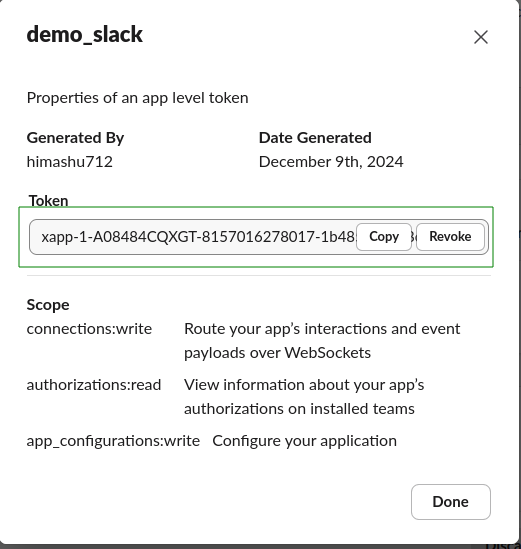 demo_slack
Properties of an app level token
Generated By
Date Generated
himashu712
December 9th, 2024
Token
xapp-1-A08484CQXGT-8157016278017-1b48
Copy
Revoke
Scope
connections:write
Route your app's interactions and event
payloads over WebSockets
authorizations:read
View information about your app's
authorizations on installed teams
app_configurations:write
Configure your application
Done